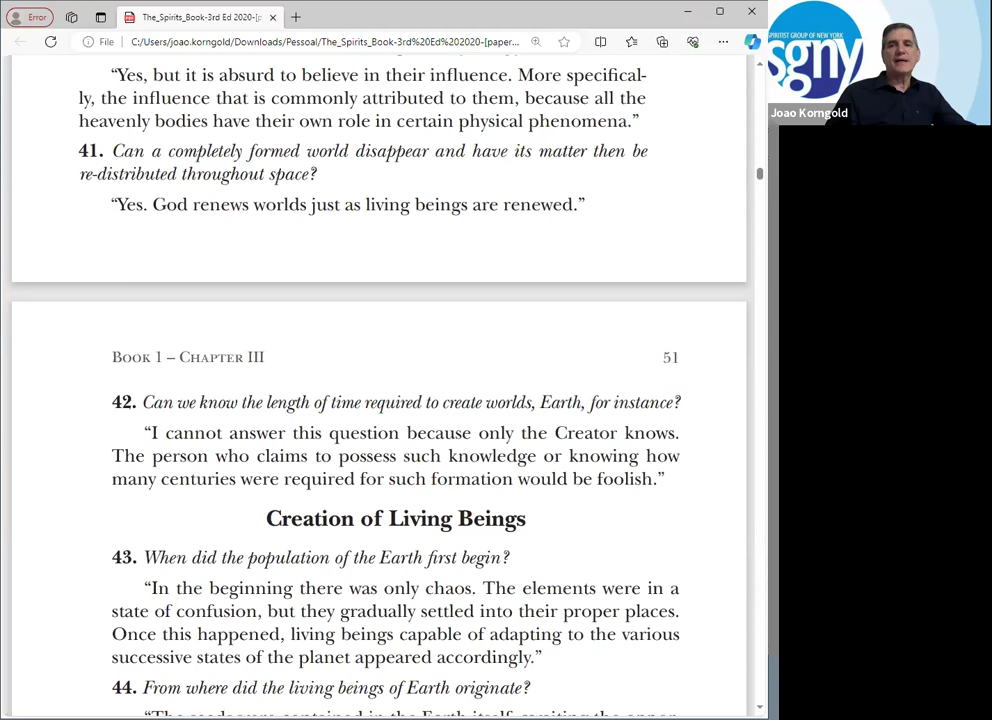 Error
The_Spirits_Book-3rd Ed 2020-[p
File
C:/Users/joao.korngold/Downloads/Pessoal/The_Spirits_Book-3rd%20Ed%202020-[paper...
SPIRITIST GROUP OF NEW YORK
sgny
Joao Korngold
“Yes, but it is absurd to believe in their influence. More specifical-
ly, the influence that is commonly attributed to them, because all the
heavenly bodies have their own role in certain physical phenomena.”
41. Can a completely formed world disappear and have its matter then be
re-distributed throughout space?
“Yes. God renews worlds just as living beings are renewed.”
Book 1 – Chapter III 51
42. Can we know the length of time required to create worlds, Earth, for instance?
“I cannot answer this question because only the Creator knows.
The person who claims to possess such knowledge or knowing how
many centuries were required for such formation would be foolish.”
Creation of Living Beings
43. When did the population of the Earth first begin?
“In the beginning there was only chaos. The elements were in a
state of confusion, but they gradually settled into their proper places.
Once this happened, living beings capable of adapting to the various
successive states of the planet appeared accordingly.”
44. From where did the living beings of Earth originate?